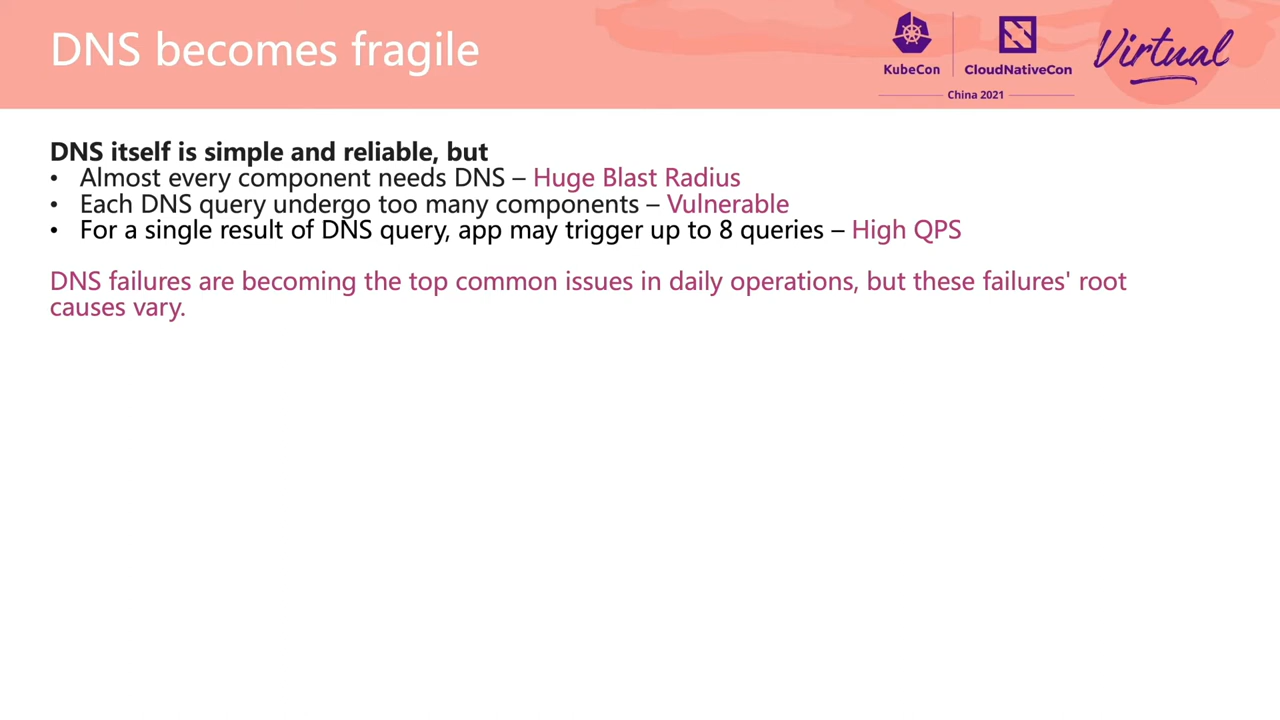 DNS becomes fragile
KubeCon
CloudNativeCon
China 2021
Virtual
DNS itself is simple and reliable, but
• Almost every component needs DNS – Huge Blast Radius
• Each DNS query undergo too many components – Vulnerable
• For a single result of DNS query, app may trigger up to 8 queries – High QPS
DNS failures are becoming the top common issues in daily operations, but these failures' root
causes vary.